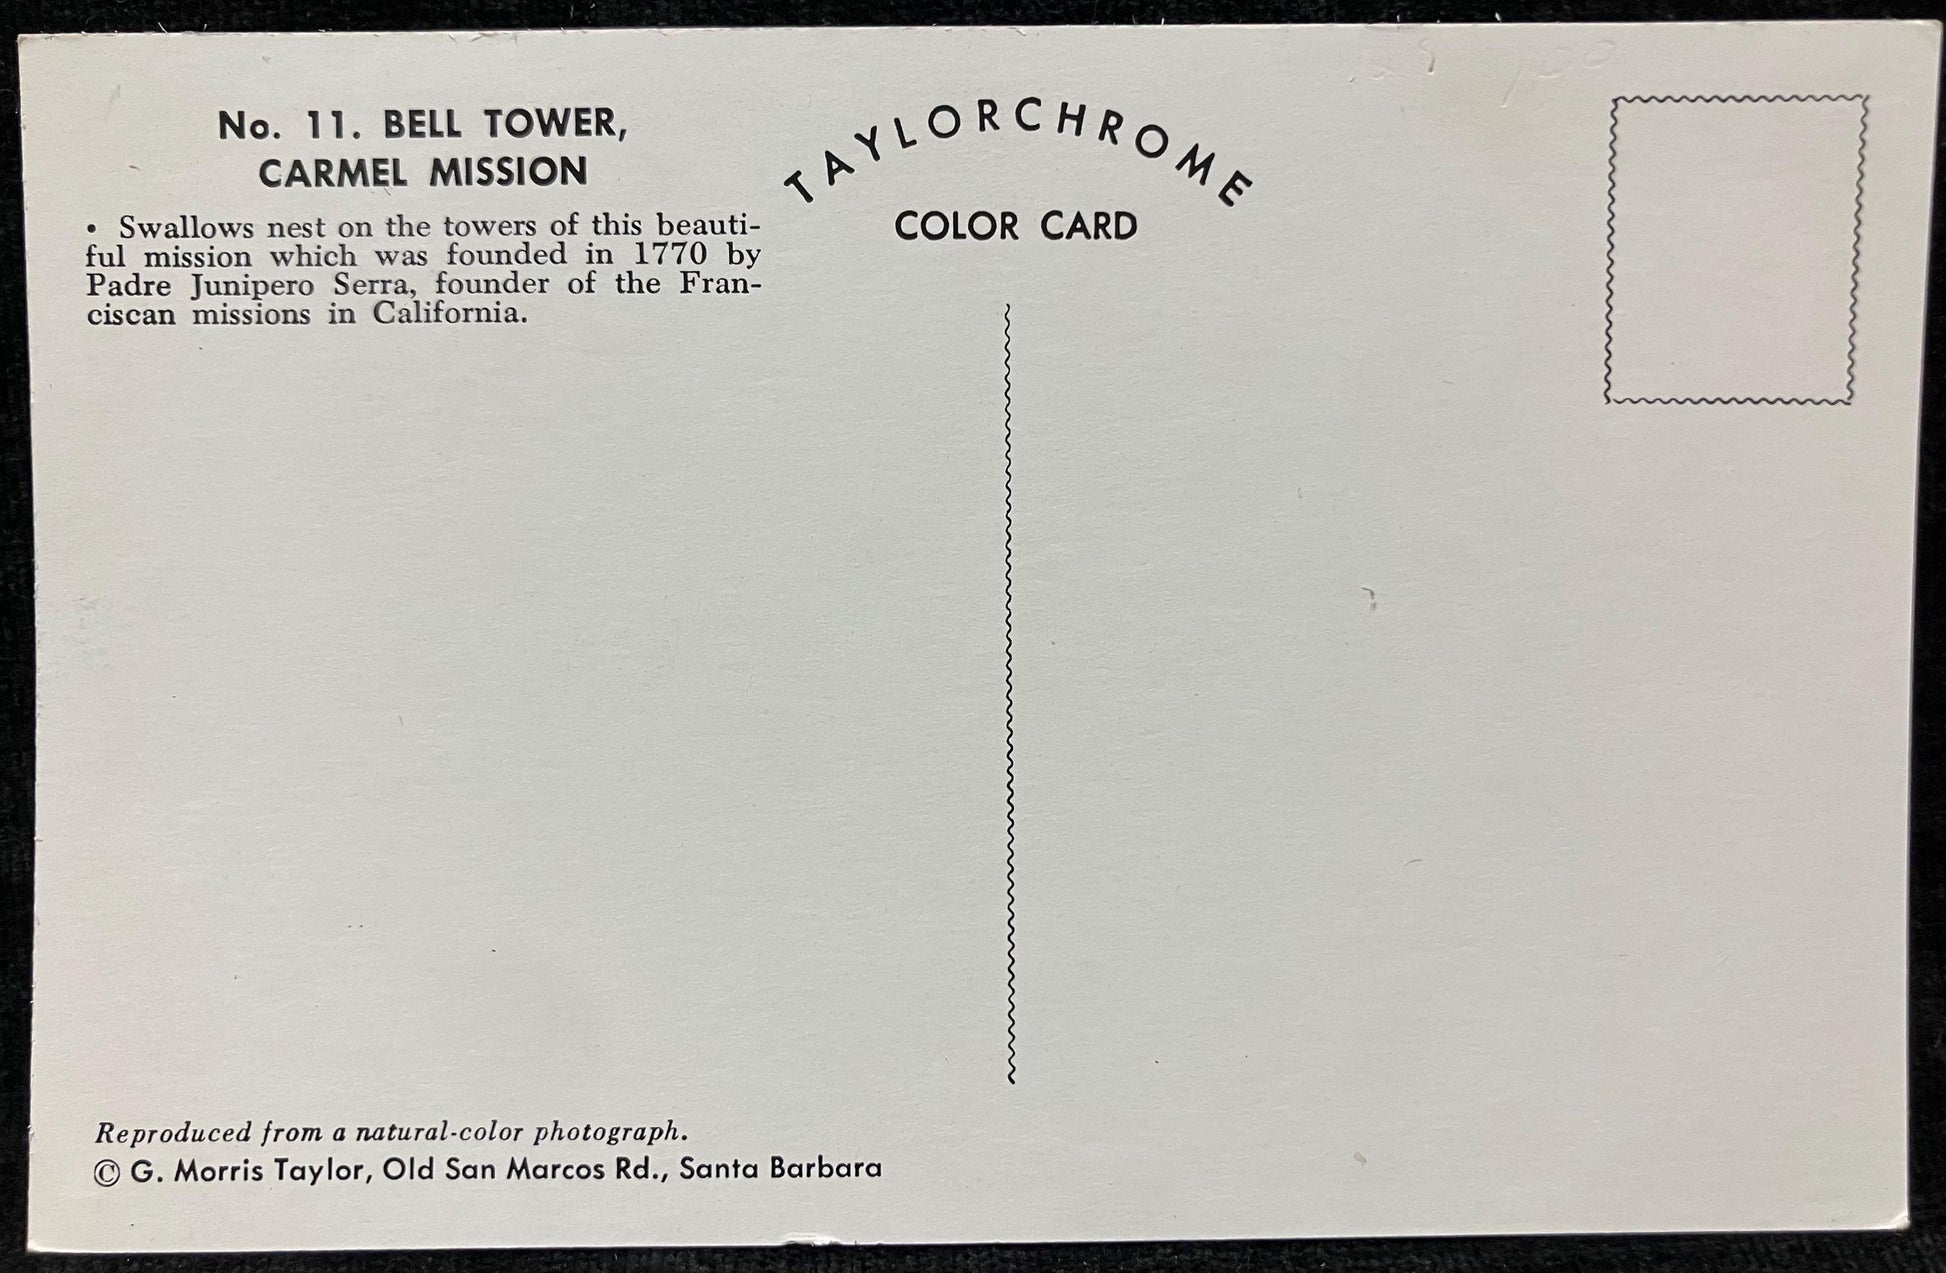 No. 11. BELL TOWER,
CARMEL MISSION
• Swallows nest on the towers of this beauti-
ful mission which was founded in 1770 by
Padre Junipero Serra, founder of the Fran-
ciscan missions in California.
TAYLORCHROME
COLOR CARD
Reproduced from a natural-color photograph.
© G. Morris Taylor, Old San Marcos Rd., Santa Barbara